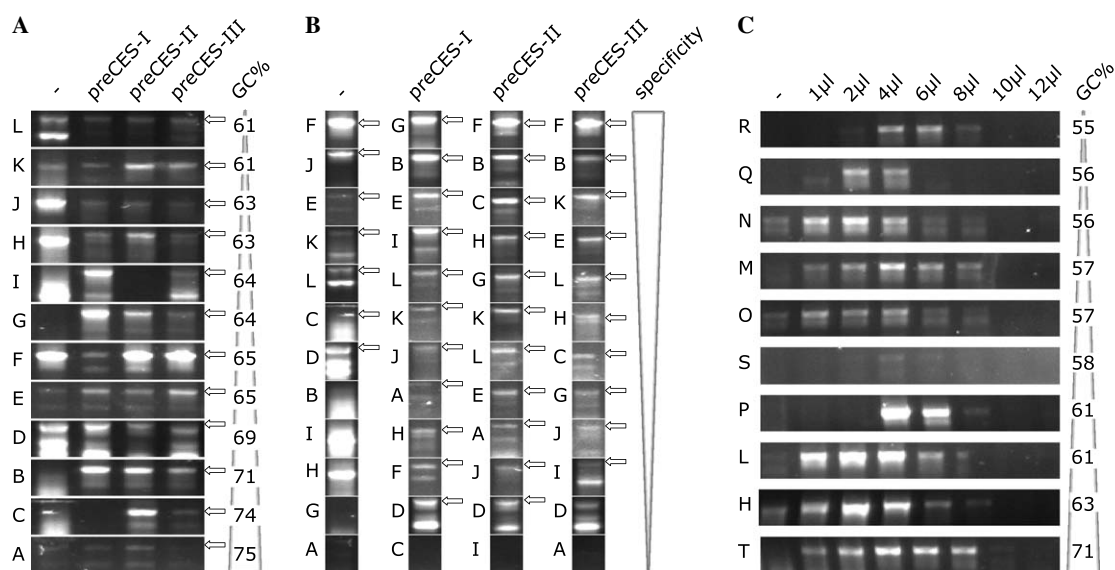 A
- preCES-I preCES-II preCES-III GC%
L 61
K 61
J 63
H 63
I 64
G 64
F 65
E 65
D 69
B 71
C 74
A 75
B
- preCES-I preCES-II preCES-III specificity
F G F F
J B B B
E E C K
K I H E
L L G L
C K K H
D J L C
B A E G
I H A J
H F J I
G D D D
A C I A
C
- 1µl 2µl 4µl 6µl 8µl 10µl 12µl GC%
R 55
Q 56
N 56
M 57
O 57
S 58
P 61
L 61
H 63
T 71